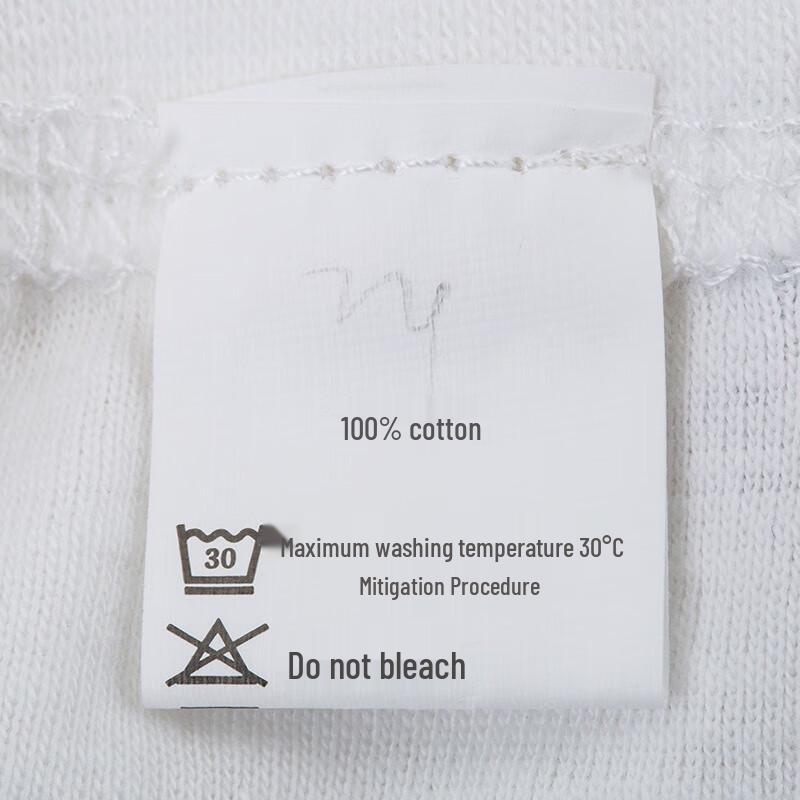 100% cotton
30
Maximum washing temperature 30°C
Mitigation Procedure
Do not bleach